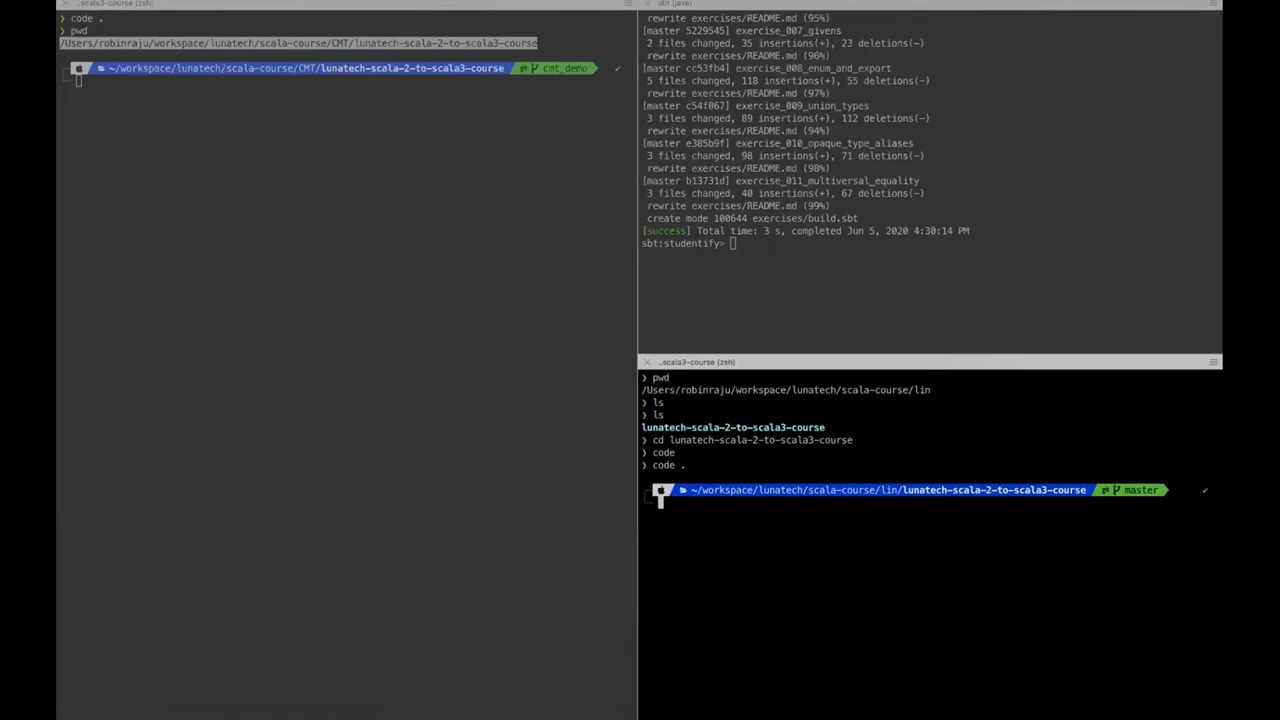 ..scala3-course (zsh)
❯ code .
❯ pwd
/Users/robinraju/workspace/lunatech/scala-course/CMT/lunatech-scala-2-to-scala3-course
~/workspace/lunatech/scala-course/CMT/lunatech-scala-2-to-scala3-course cmt_demo ✓
sbt (java)
rewrite exercises/README.md (95%)
[master 5229545] exercise_007_givens
2 files changed, 35 insertions(+), 23 deletions(-)
rewrite exercises/README.md (96%)
[master cc53fb4] exercise_008_enum_and_export
5 files changed, 118 insertions(+), 55 deletions(-)
rewrite exercises/README.md (97%)
[master c54f067] exercise_009_union_types
3 files changed, 89 insertions(+), 112 deletions(-)
rewrite exercises/README.md (94%)
[master e385b9f] exercise_010_opaque_type_aliases
3 files changed, 98 insertions(+), 71 deletions(-)
rewrite exercises/README.md (98%)
[master b13731d] exercise_011_multiversal_equality
3 files changed, 40 insertions(+), 67 deletions(-)
rewrite exercises/README.md (99%)
create mode 100644 exercises/build.sbt
[success] Total time: 3 s, completed Jun 5, 2020 4:30:14 PM
sbt:studentify>
..scala3-course (zsh)
❯ pwd
/Users/robinraju/workspace/lunatech/scala-course/lin
❯ ls
❯ ls
lunatech-scala-2-to-scala3-course
❯ cd lunatech-scala-2-to-scala3-course
❯ code
❯ code .
~/workspace/lunatech/scala-course/lin/lunatech-scala-2-to-scala3-course master ✓